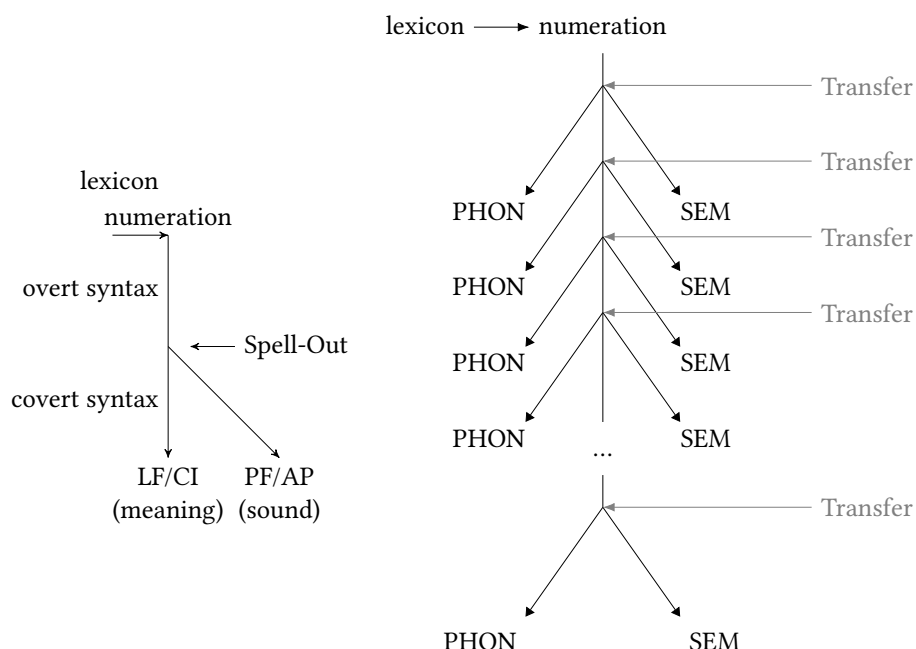 lexicon
numeration
overt syntax
Spell-Out
covert syntax
LF/CI PF/AP
(meaning) (sound)
lexicon numeration
Transfer
Transfer
PHON SEM
Transfer
PHON SEM
Transfer
PHON SEM
PHON SEM
...
Transfer
PHON SEM